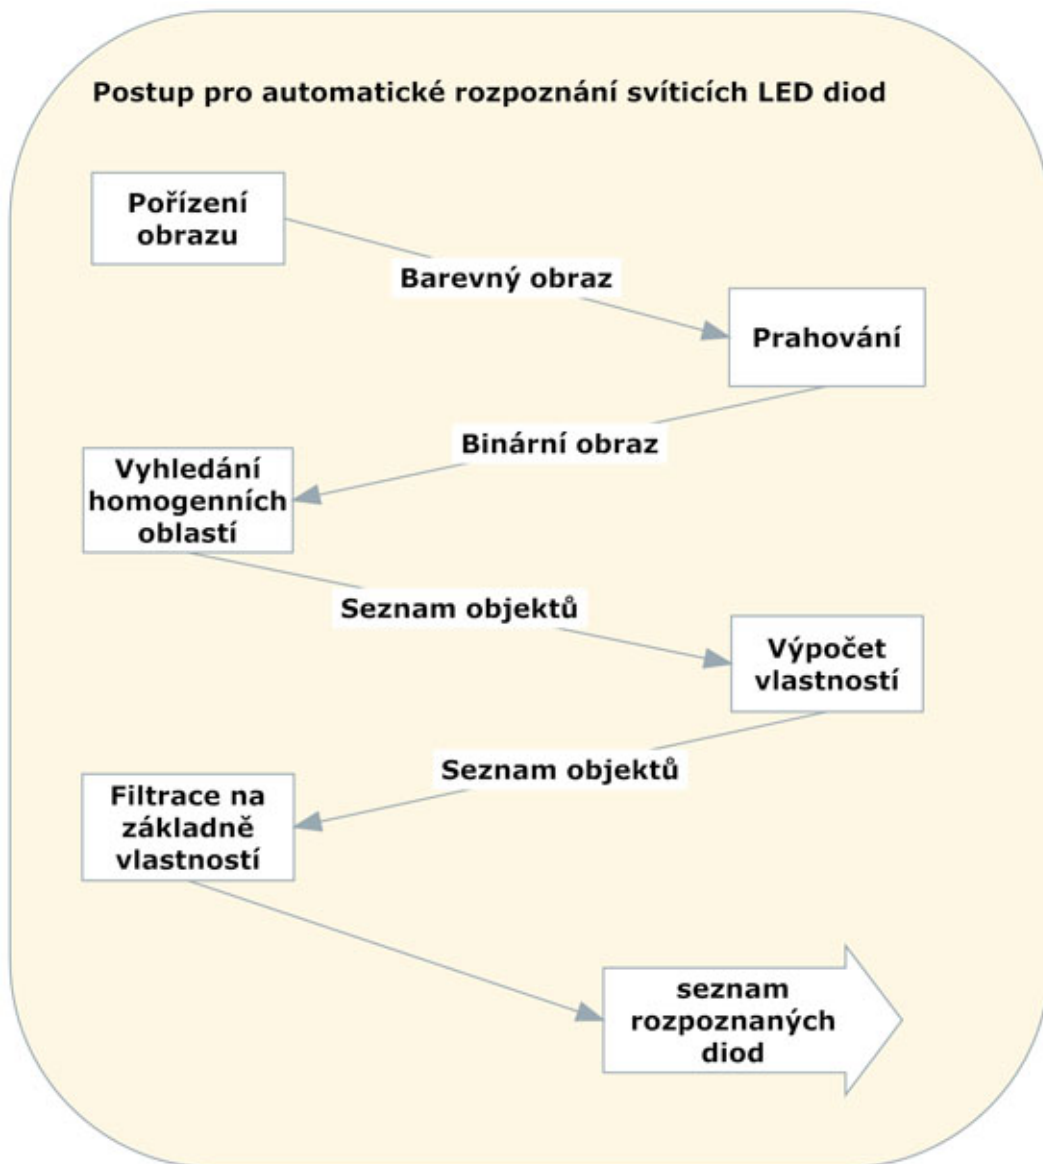 Postup pro automatické rozpoznání svíticích LED diod
Pořízení
obrazu
Barevný obraz
Prahování
Binární obraz
Vyhledání
homogenních
oblastí
Seznam objektů
Výpočet
vlastností
Seznam objektů
Filtrace na
základně
vlastností
seznam
rozpoznaných
diod